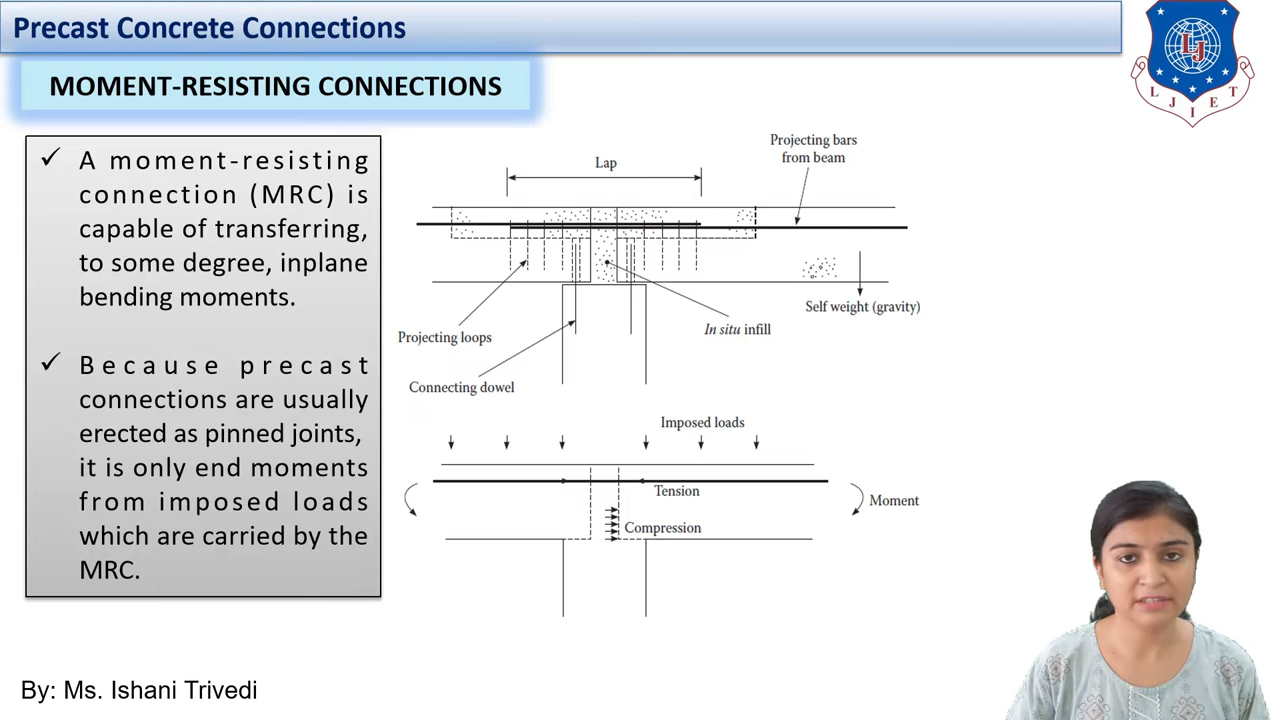 Precast Concrete Connections
MOMENT-RESISTING CONNECTIONS
LJ
L J I E T
✓ A moment-resisting
connection (MRC) is
capable of transferring,
to some degree, inplane
bending moments.
✓ Because precast
connections are usually
erected as pinned joints,
it is only end moments
from imposed loads
which are carried by the
MRC.
Lap
Projecting bars
from beam
Self weight (gravity)
In situ infill
Projecting loops
Connecting dowel
Imposed loads
Tension
Moment
Compression
By: Ms. Ishani Trivedi